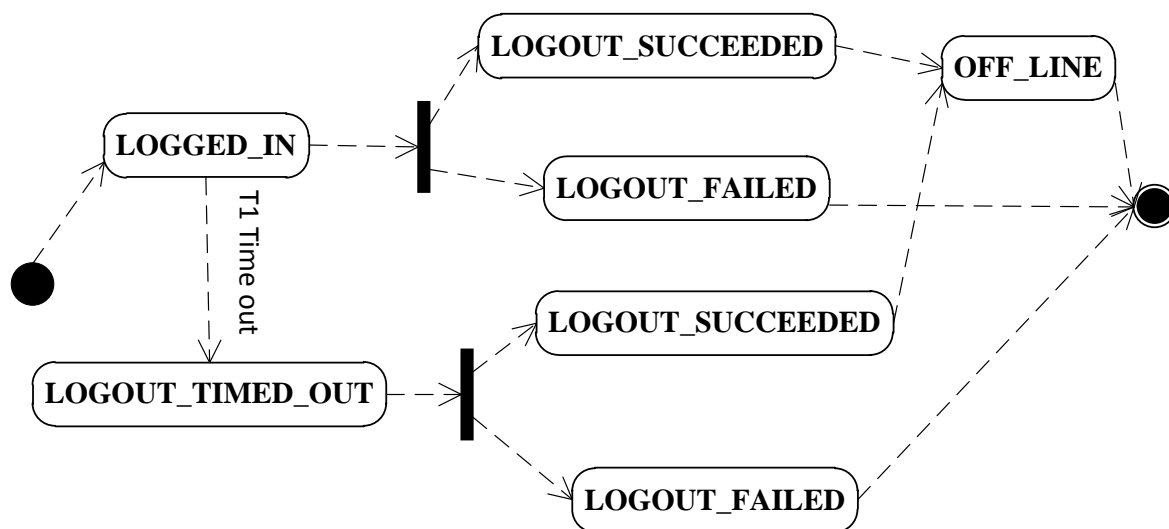 LOGOUT_SUCCEEDED
OFF_LINE
LOGGED_IN
LOGOUT_FAILED
T1 Time out
LOGOUT_SUCCEEDED
LOGOUT_TIMED_OUT
LOGOUT_FAILED